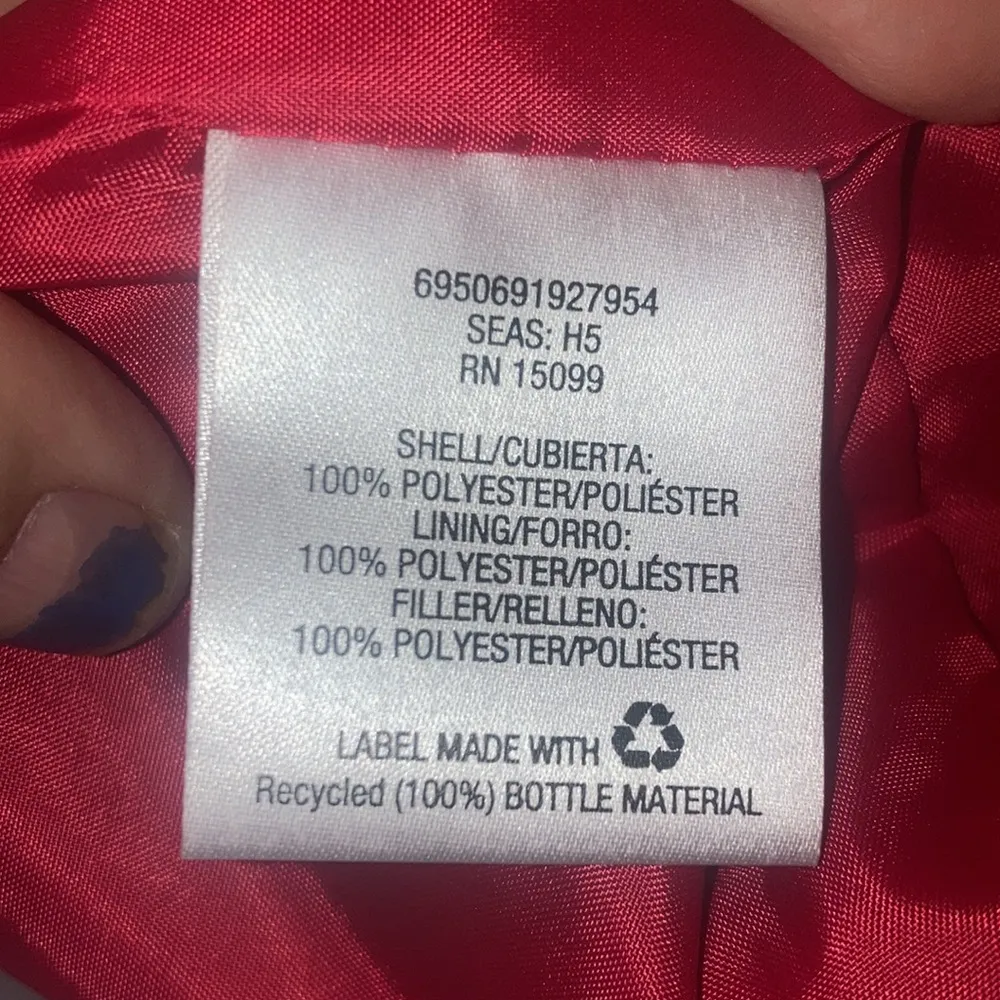 6950691927954
SEAS: H5
RN 15099
SHELL/CUBIERTA:
100% POLYESTER/POLIÉSTER
LINING/FORRO:
100% POLYESTER/POLIÉSTER
FILLER/RELLENO:
100% POLYESTER/POLIÉSTER
LABEL MADE WITH
Recycled (100%) BOTTLE MATERIAL